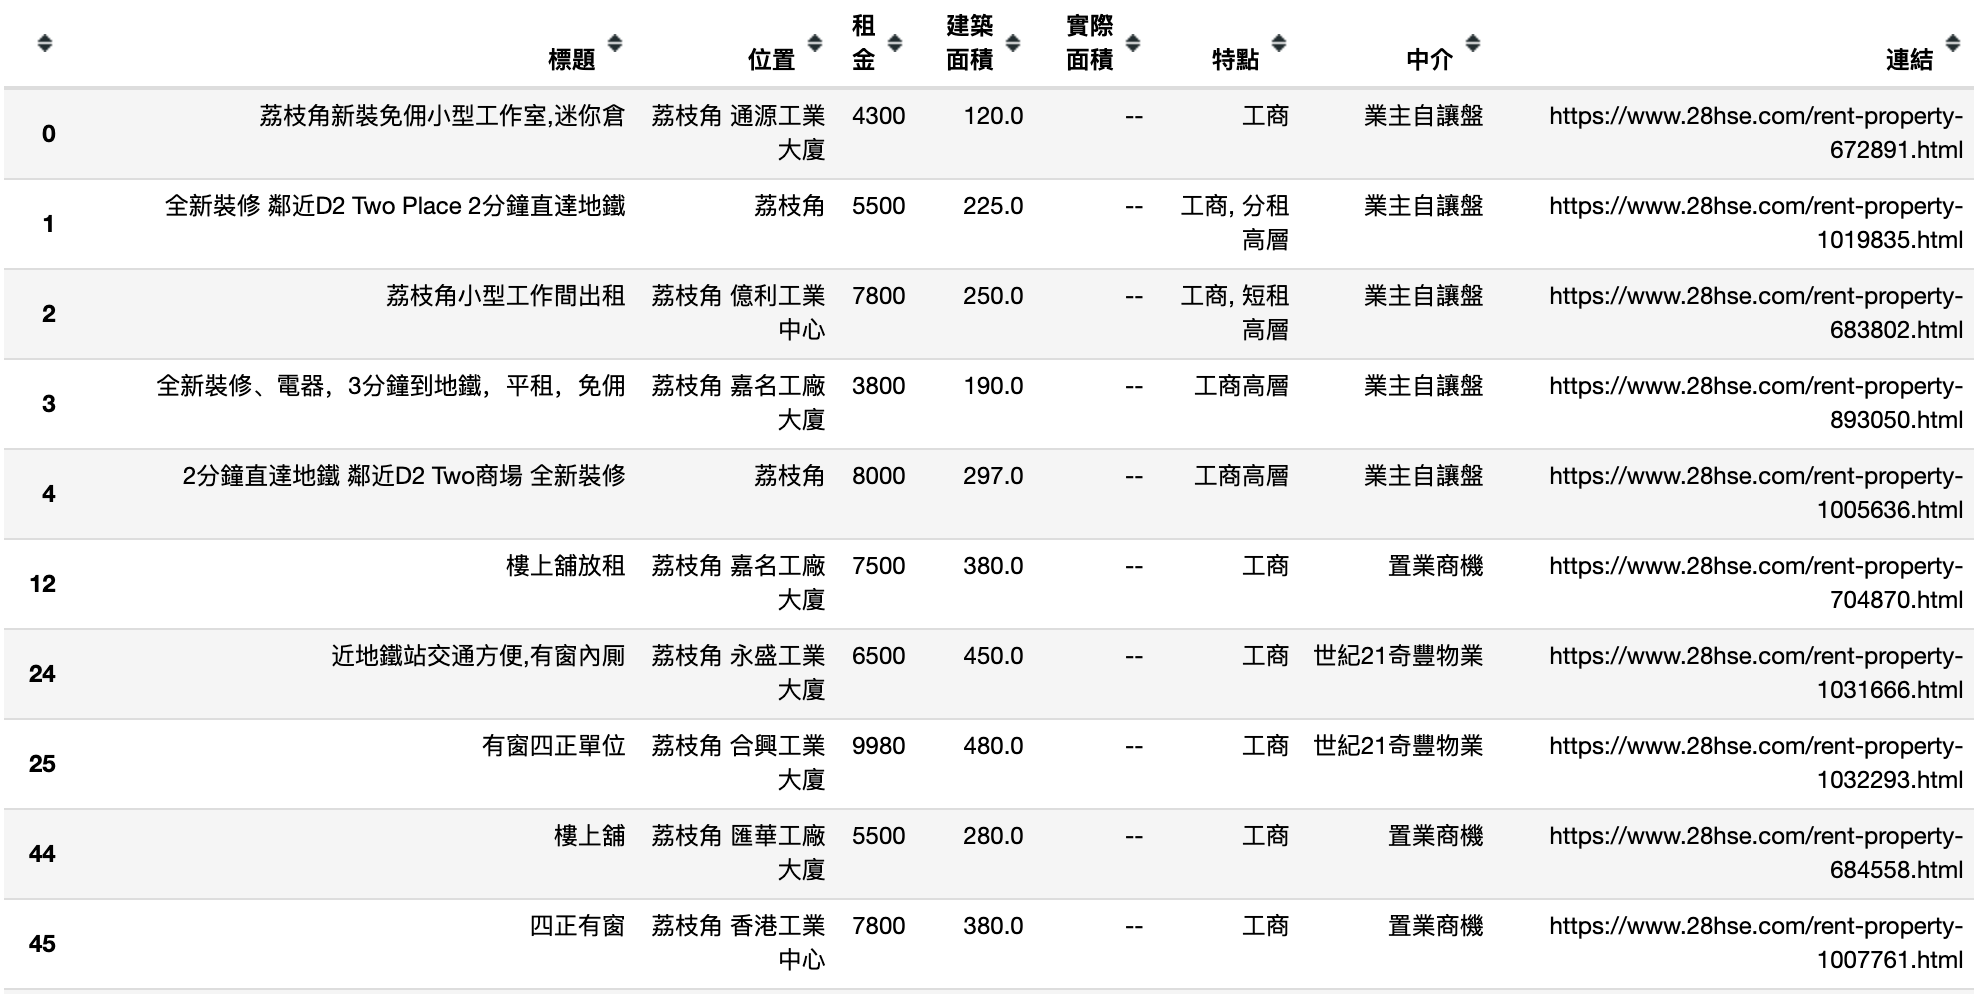 標題 位置 租金 建築面積 實際面積 特點 中介 連結
0 荔枝角新裝免佣小型工作室,迷你倉 荔枝角 通源工業 4300 120.0 -- 工商 業主自讓盤 https://www.28hse.com/rent-property-
大廈 672891.html
1 全新裝修 鄰近D2 Two Place 2分鐘直達地鐵 荔枝角 5500 225.0 -- 工商, 分租 業主自讓盤 https://www.28hse.com/rent-property-
高層 1019835.html
2 荔枝角小型工作間出租 荔枝角 億利工業 7800 250.0 -- 工商, 短租 業主自讓盤 https://www.28hse.com/rent-property-
中心 高層 683802.html
3 全新裝修、電器，3分鐘到地鐵，平租，免佣 荔枝角 嘉名工廠 3800 190.0 -- 工商高層 業主自讓盤 https://www.28hse.com/rent-property-
大廈 893050.html
4 2分鐘直達地鐵 鄰近D2 Two商場 全新裝修 荔枝角 8000 297.0 -- 工商高層 業主自讓盤 https://www.28hse.com/rent-property-
1005636.html
12 樓上舖放租 荔枝角 嘉名工廠 7500 380.0 -- 工商 置業商機 https://www.28hse.com/rent-property-
大廈 704870.html
24 近地鐵站交通方便,有窗內厠 荔枝角 永盛工業 6500 450.0 -- 工商 世紀21奇豐物業 https://www.28hse.com/rent-property-
大廈 1031666.html
25 有窗四正單位 荔枝角 合興工業 9980 480.0 -- 工商 世紀21奇豐物業 https://www.28hse.com/rent-property-
大廈 1032293.html
44 樓上舖 荔枝角 匯華工廠 5500 280.0 -- 工商 置業商機 https://www.28hse.com/rent-property-
大廈 684558.html
45 四正有窗 荔枝角 香港工業 7800 380.0 -- 工商 置業商機 https://www.28hse.com/rent-property-
中心 1007761.html